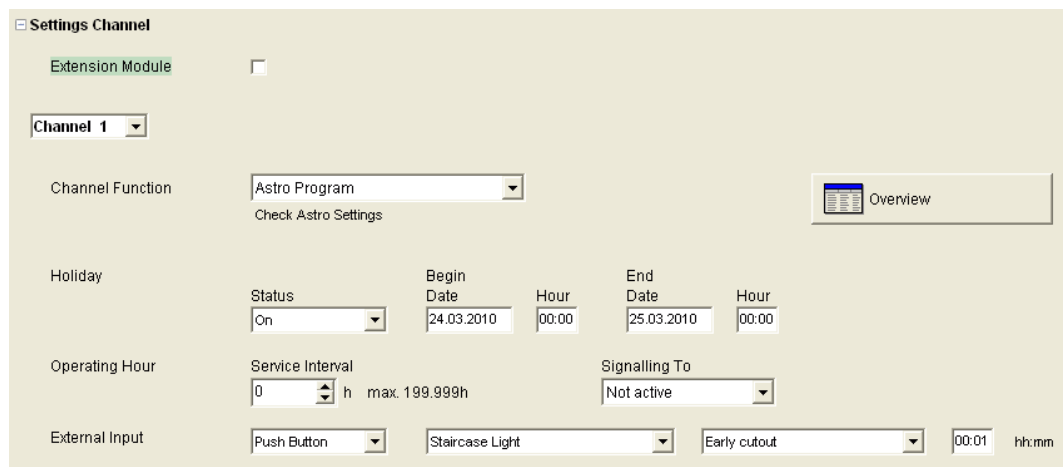 Settings Channel
Extension Module
Channel 1
Channel Function Astro Program Overview
Check Astro Settings
Holiday Begin End
Status Date Hour Date Hour
On 24.03.2010 00:00 25.03.2010 00:00
Operating Hour Service Interval Signalling To
0 h max. 199.999h Not active
External Input Push Button Staircase Light Early cutout 00:01 hh:mm